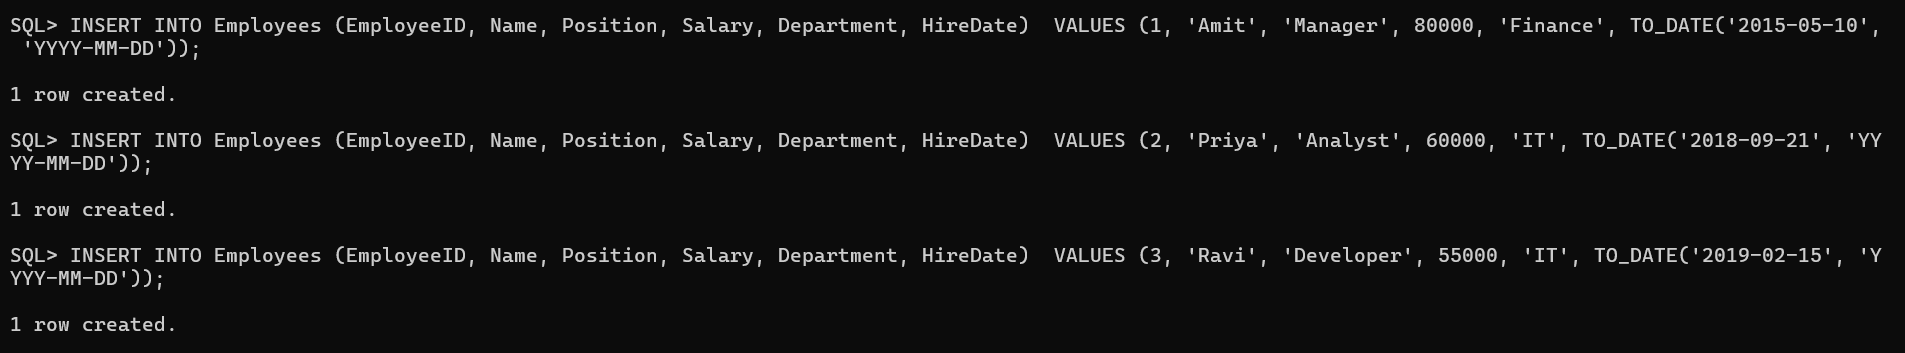 SQL> INSERT INTO Employees (EmployeeID, Name, Position, Salary, Department, HireDate)  VALUES (1, 'Amit', 'Manager', 80000, 'Finance', TO_DATE('2015-05-10',
 'YYYY-MM-DD'));
1 row created.
SQL> INSERT INTO Employees (EmployeeID, Name, Position, Salary, Department, HireDate)  VALUES (2, 'Priya', 'Analyst', 60000, 'IT', TO_DATE('2018-09-21', 'YY
YY-MM-DD'));
1 row created.
SQL> INSERT INTO Employees (EmployeeID, Name, Position, Salary, Department, HireDate)  VALUES (3, 'Ravi', 'Developer', 55000, 'IT', TO_DATE('2019-02-15', 'Y
YYY-MM-DD'));
1 row created.